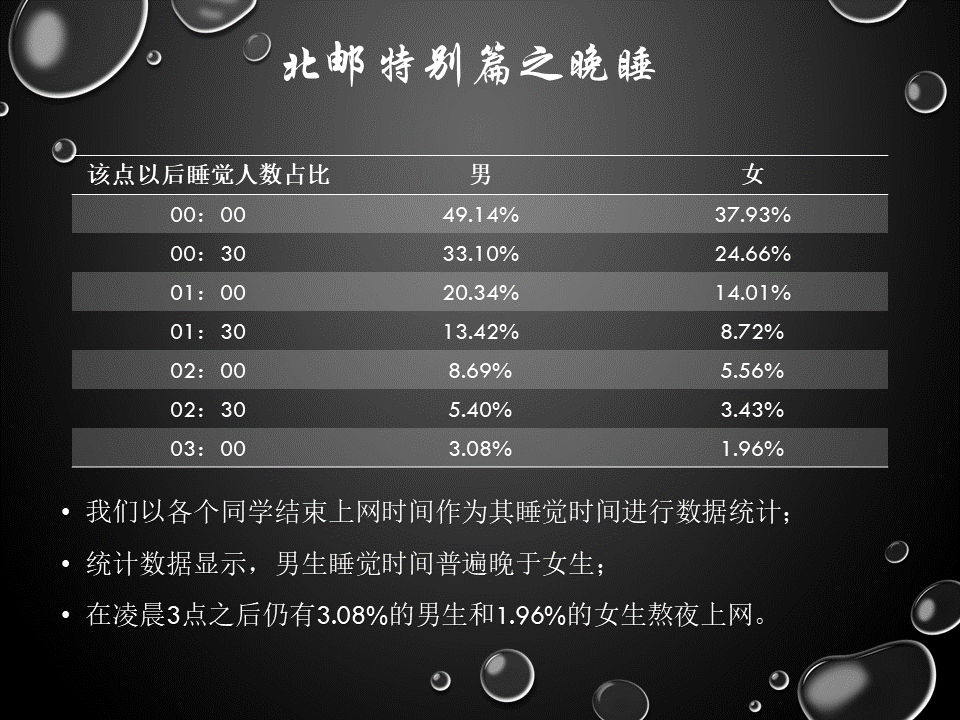 北邮特别篇之晚睡
该点以后睡觉人数占比 男 女
00：00 49.14% 37.93%
00：30 33.10% 24.66%
01：00 20.34% 14.01%
01：30 13.42% 8.72%
02：00 8.69% 5.56%
02：30 5.40% 3.43%
03：00 3.08% 1.96%
• 我们以各个同学结束上网时间作为其睡觉时间进行数据统计；
• 统计数据显示，男生睡觉时间普遍晚于女生；
• 在凌晨3点之后仍有3.08%的男生和1.96%的女生熬夜上网。